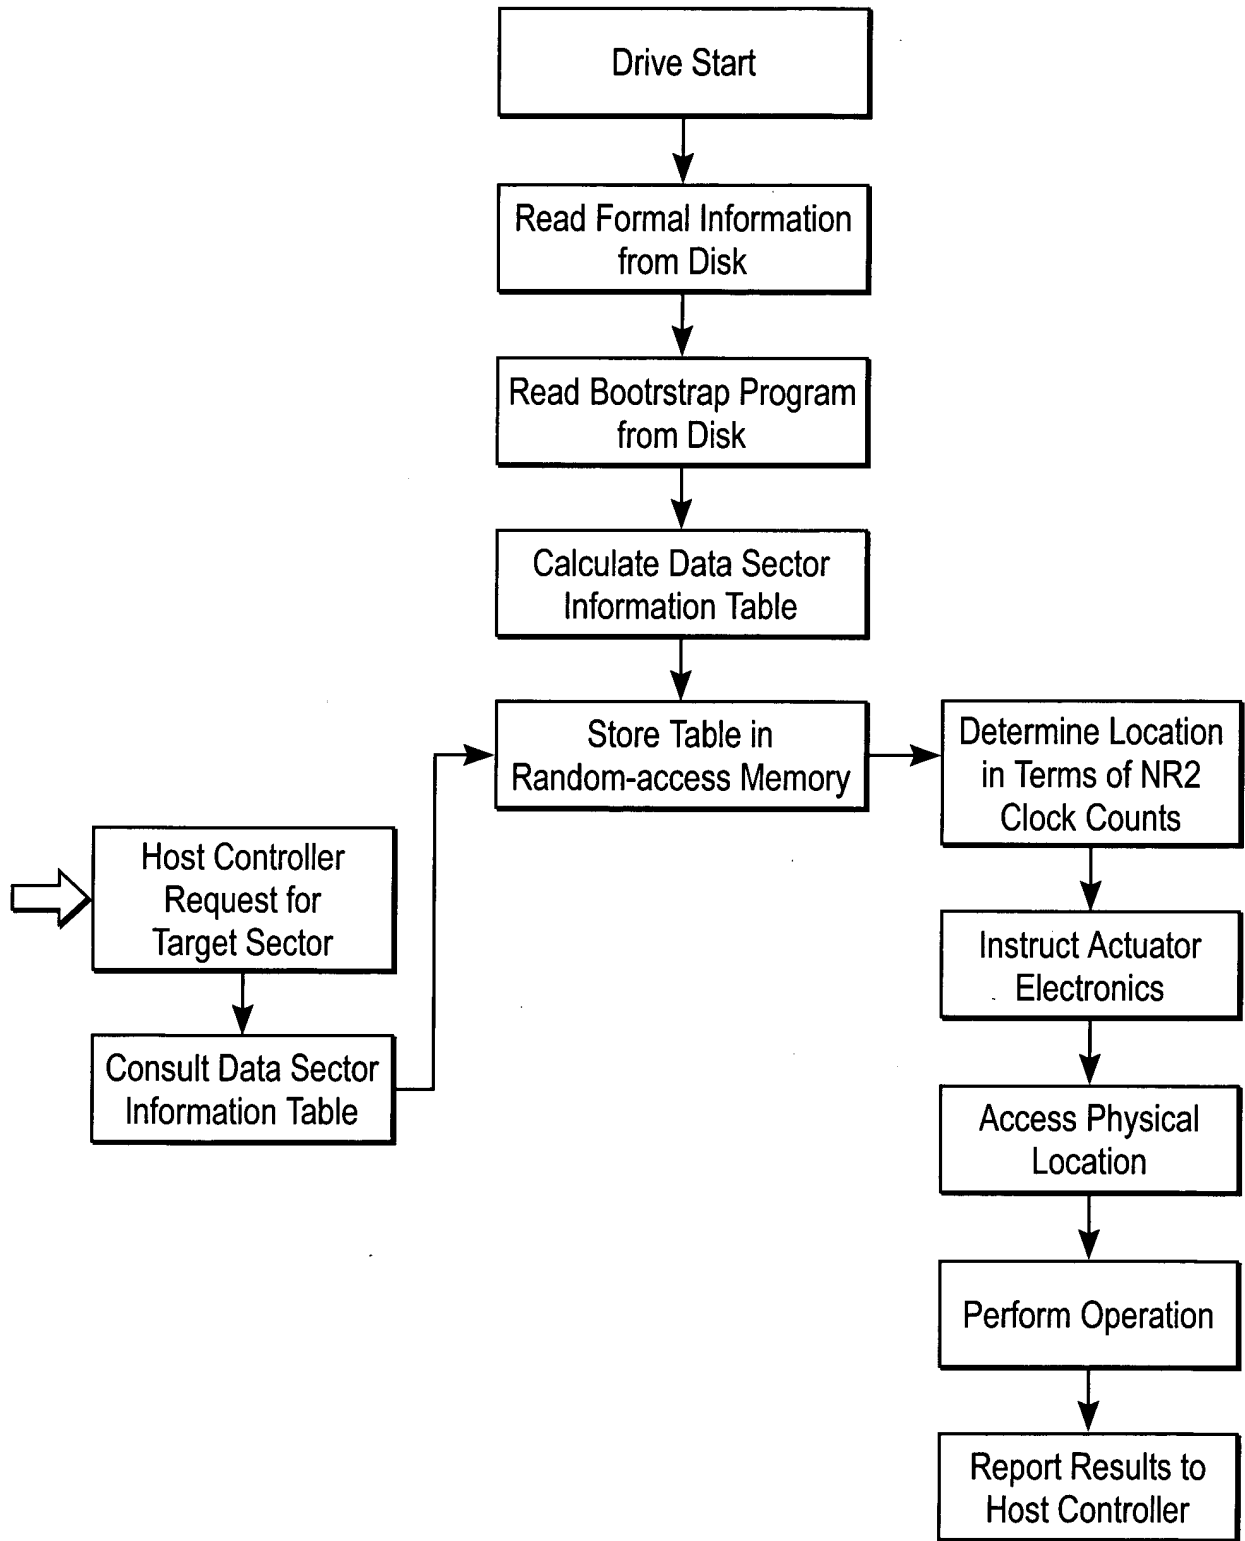 Drive Start
Read Formal Information
from Disk
Read Bootrstrap Program
from Disk
Calculate Data Sector
Information Table
Store Table in
Random-access Memory
Determine Location
in Terms of NR2
Clock Counts
Host Controller
Request for
Target Sector
Instruct Actuator
Electronics
Consult Data Sector
Information Table
Access Physical
Location
Perform Operation
Report Results to
Host Controller